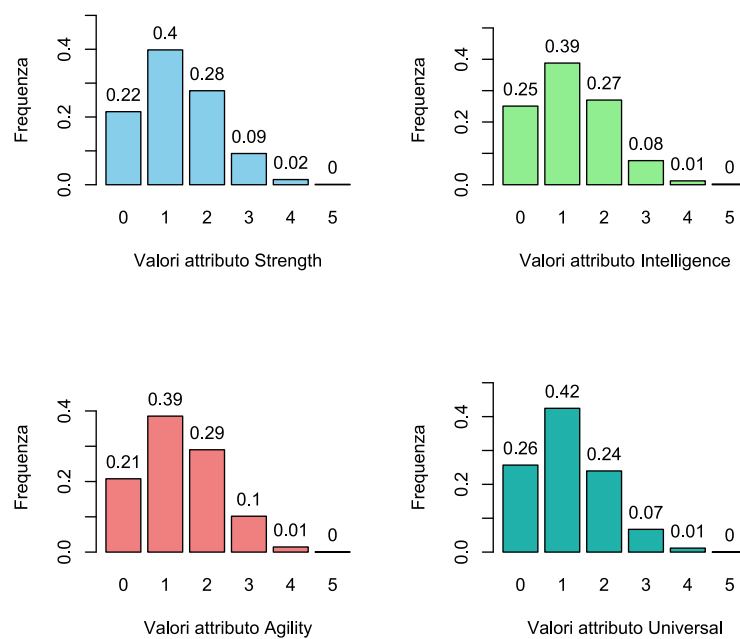 Frequenza
0.0 0.2 0.4
0.22 0.4 0.28 0.09 0.02 0
0 1 2 3 4 5
Valori attributo Strength
Frequenza
0.0 0.2 0.4
0.25 0.39 0.27 0.08 0.01 0
0 1 2 3 4 5
Valori attributo Intelligence
Frequenza
0.0 0.2 0.4
0.21 0.39 0.29 0.1 0.01 0
0 1 2 3 4 5
Valori attributo Agility
Frequenza
0.0 0.2 0.4
0.26 0.42 0.24 0.07 0.01 0
0 1 2 3 4 5
Valori attributo Universal